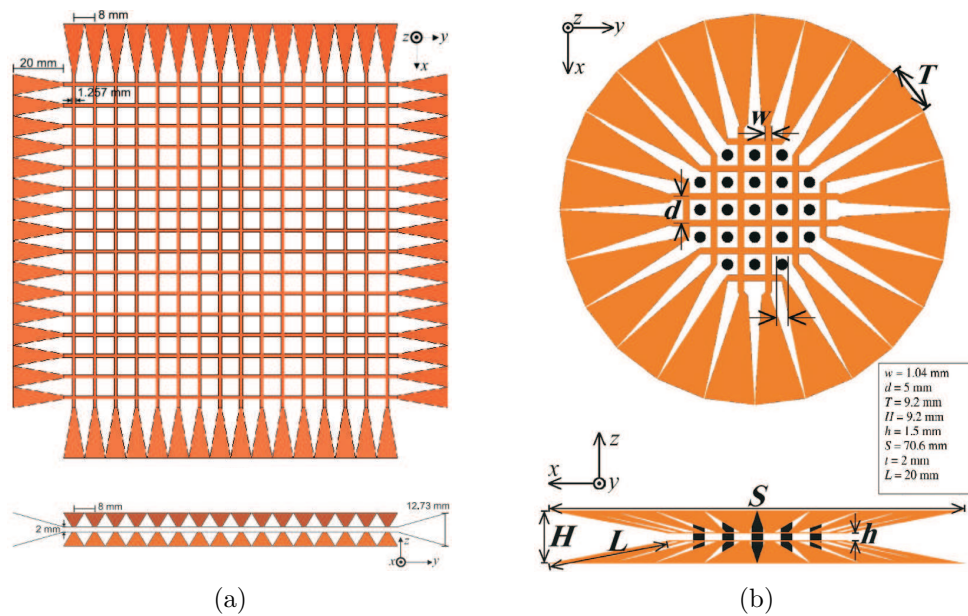 8 mm
z
y
x
20 mm
1.257 mm
8 mm
2 mm
12.73 mm
z
x
y
(a)
z
y
x
T
w
d
w = 1.04 mm
d = 5 mm
T = 9.2 mm
H = 9.2 mm
h = 1.5 mm
S = 70.6 mm
t = 2 mm
L = 20 mm
z
x
y
S
H
L
h
(b)